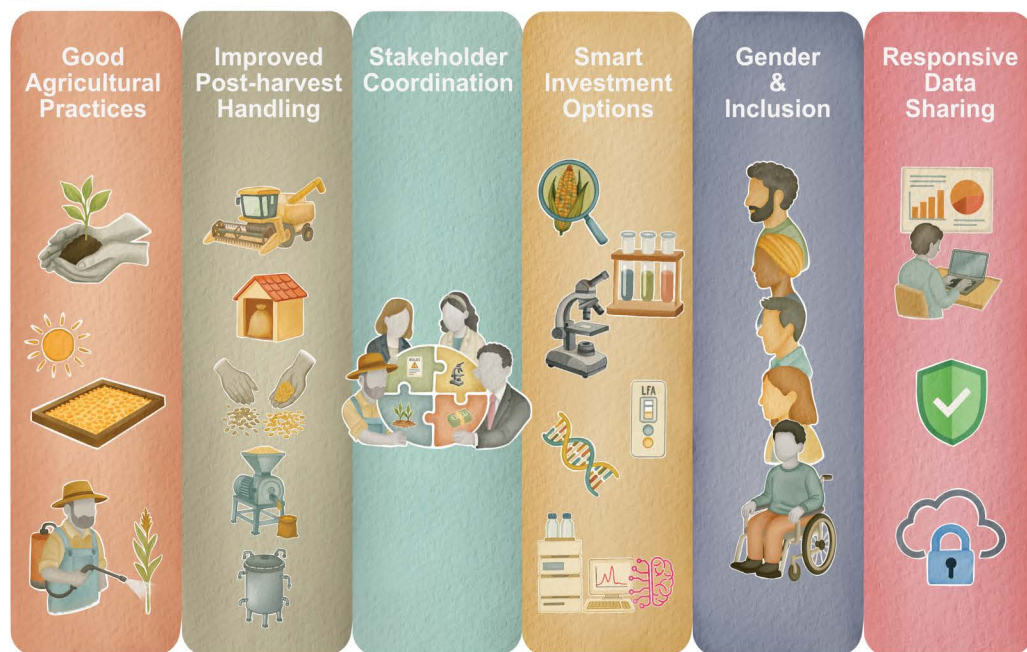 Good
Agricultural
Practices
Improved
Post-harvest
Handling
Stakeholder
Coordination
Smart
Investment
Options
Gender
&
Inclusion
Responsive
Data
Sharing
LFA